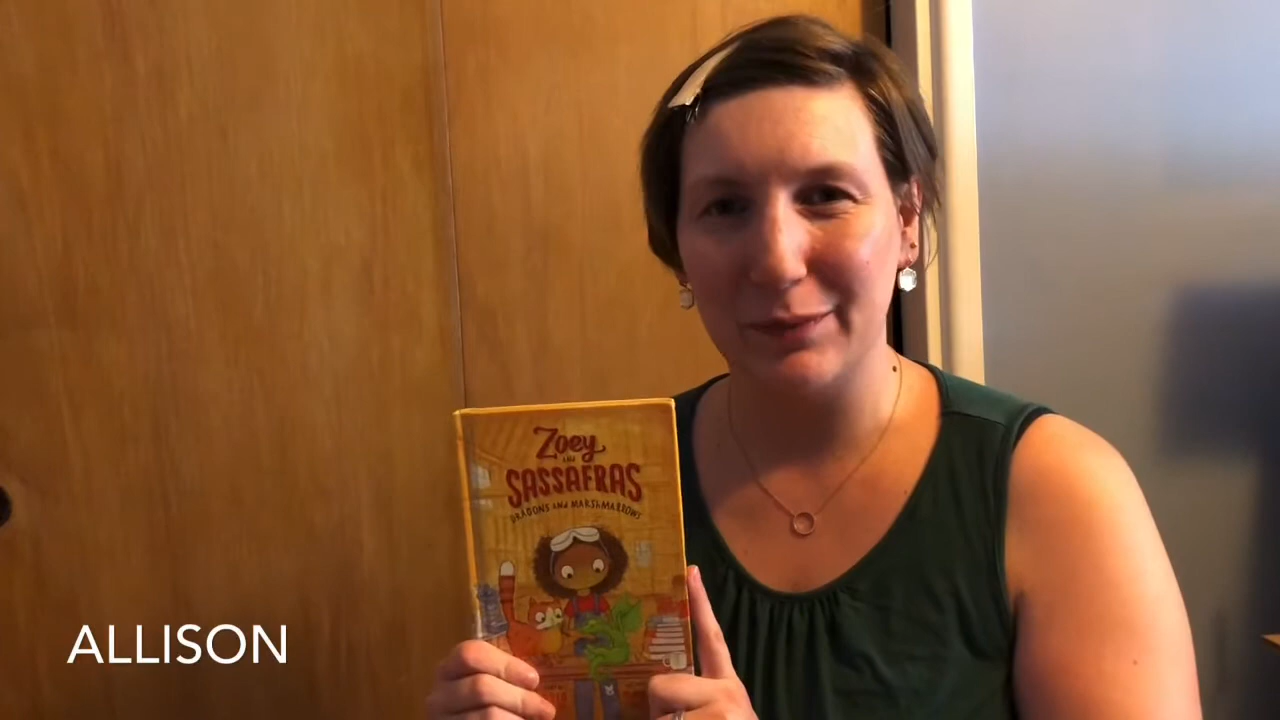 Zoey
AND
SASSAFRAS
DRAGONS AND MARSHMALLOWS
ALLISON